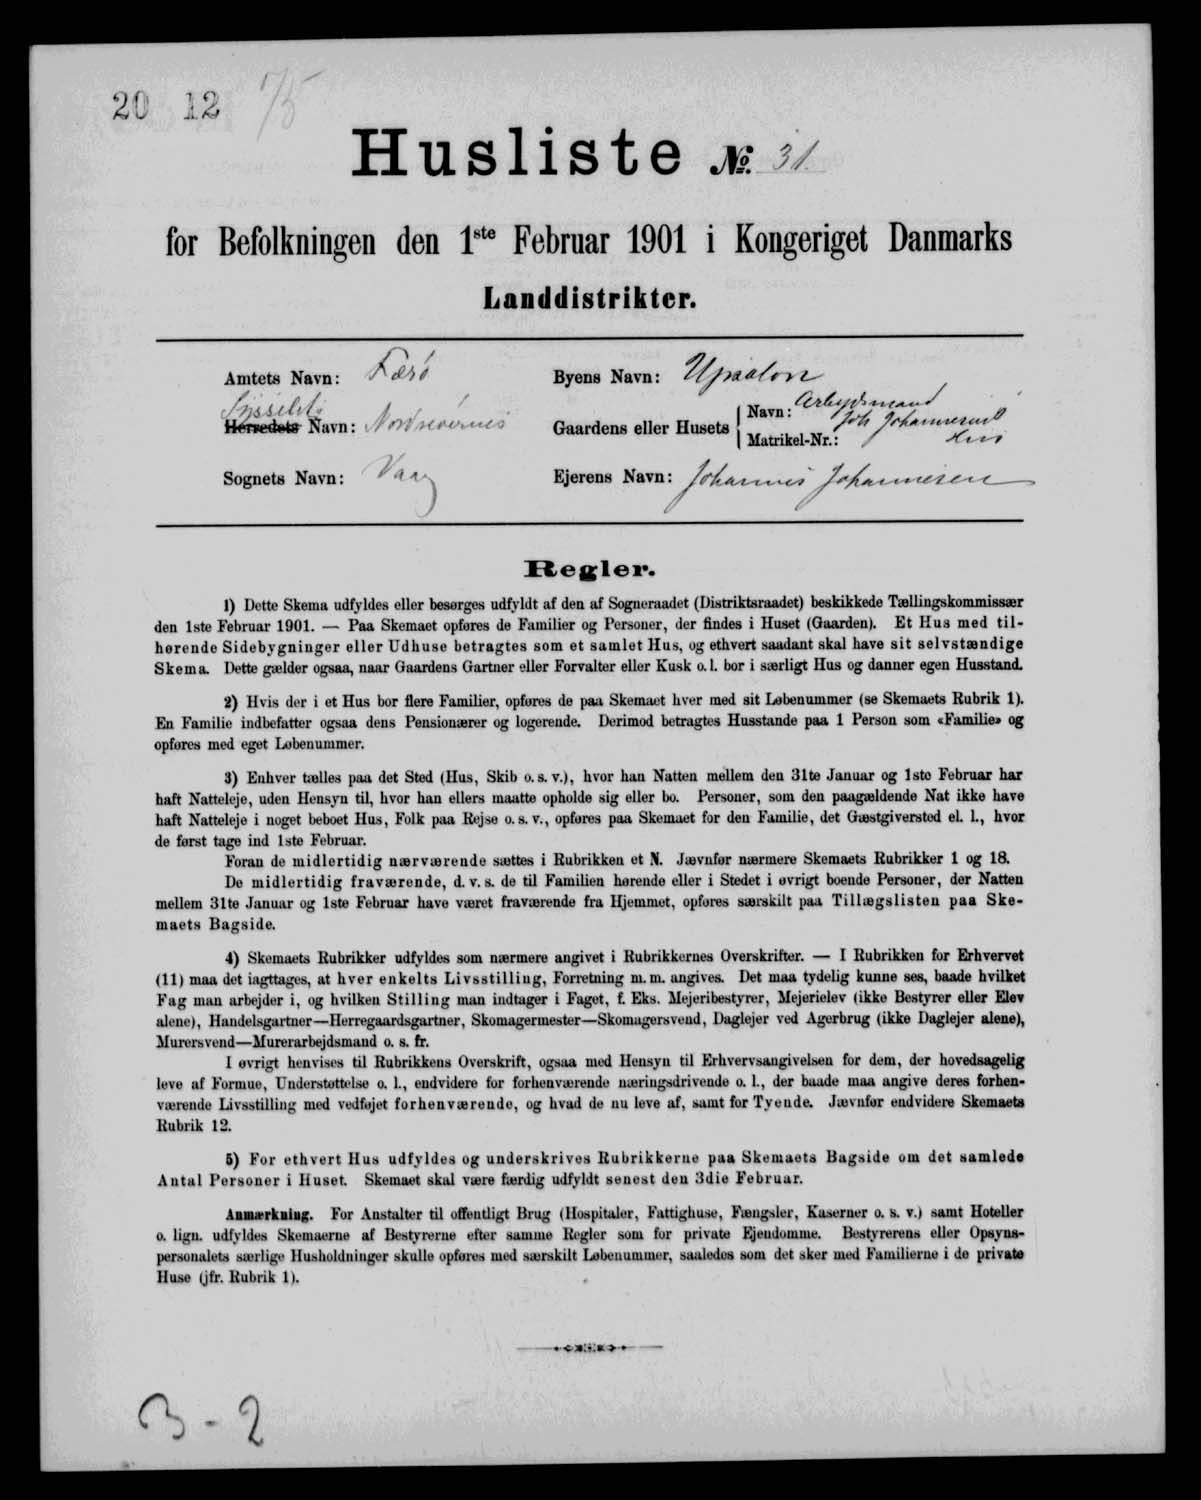 20 12 75
Husliste №. 31.
for Befolkningen den 1ste Februar 1901 i Kongeriget Danmarks
Landdistrikter.
Amtets Navn: Færö
Byens Navn: Upsalon
Sysselets
Herredets Navn: Norðreoernes
Gaardens eller Husets
Navn: Arbejdsmand
Joh Johannesens
Matrikel-Nr.: Hus
Sognets Navn: Vaag
Ejerens Navn: Johannes Johannesen
Regler.
1) Dette Skema udfyldes eller besørges udfyldt af den af Sogneraadet (Distriktsraadet) beskikkede Tællingskommissær
den 1ste Februar 1901. — Paa Skemaet opføres de Familier og Personer, der findes i Huset (Gaarden). Et Hus med til-
hørende Sidebygninger eller Udhuse betragtes som et samlet Hus, og ethvert saadant skal have sit selvstændige
Skema. Dette gælder ogsaa, naar Gaardens Gartner eller Forvalter eller Kusk o. l. bor i særligt Hus og danner egen Husstand.
2) Hvis der i et Hus bor flere Familier, opføres de paa Skemaet hver med sit Løbenummer (se Skemaets Rubrik 1).
En Familie indbefatter ogsaa dens Pensionærer og logerende. Derimod betragtes Husstande paa 1 Person som «Familie» og
opføres med eget Løbenummer.
3) Enhver tælles paa det Sted (Hus, Skib o. s. v.), hvor han Natten mellem den 31te Januar og 1ste Februar har
haft Natteleje, uden Hensyn til, hvor han ellers maatte opholde sig eller bo. Personer, som den paagældende Nat ikke have
haft Natteleje i noget beboet Hus, Folk paa Rejse o. s. v., opføres paa Skemaet for den Familie, det Gæstgiversted el. l., hvor
de først tage ind 1ste Februar.
Foran de midlertidig nærværende sættes i Rubrikken et N. Jævnfør nærmere Skemaets Rubrikker 1 og 18.
De midlertidig fraværende, d. v. s. de til Familien hørende eller i Stedet i øvrigt boende Personer, der Natten
mellem 31te Januar og 1ste Februar have været fraværende fra Hjemmet, opføres særskilt paa Tillægslisten paa Ske-
maets Bagside.
4) Skemaets Rubrikker udfyldes som nærmere angivet i Rubrikkernes Overskrifter. — I Rubrikken for Erhvervet
(11) maa det iagttages, at hver enkelts Livsstilling, Forretning m. m. angives. Det maa tydelig kunne ses, baade hvilket
Fag man arbejder i, og hvilken Stilling man indtager i Faget, f. Eks. Mejeribestyrer, Mejerielev (ikke Bestyrer eller Elev
alene), Handelsgartner—Herregaardsgartner, Skomagermester—Skomagersvend, Daglejer ved Agerbrug (ikke Daglejer alene),
Murersvend—Murerarbejdsmand o. s. fr.
I øvrigt henvises til Rubrikkens Overskrift, ogsaa med Hensyn til Erhvervsangivelsen for dem, der hovedsagelig
leve af Formue, Understøttelse o. l., endvidere for forhenværende næringsdrivende o. l., der baade maa angive deres forhen-
værende Livsstilling med vedføjet forhenværende, og hvad de nu leve af, samt for Tyende. Jævnfør endvidere Skemaets
Rubrik 12.
5) For ethvert Hus udfyldes og underskrives Rubrikkerne paa Skemaets Bagside om det samlede
Antal Personer i Huset. Skemaet skal være færdig udfyldt senest den 3die Februar.
Anmærkning. For Anstalter til offentligt Brug (Hospitaler, Fattighuse, Fængsler, Kaserner o. s. v.) samt Hoteller
o. lign. udfyldes Skemaerne af Bestyrerne efter samme Regler som for private Ejendomme. Bestyrerens eller Opsyns-
personalets særlige Husholdninger skulle opføres med særskilt Løbenummer, saaledes som det sker med Familierne i de private
Huse (jfr. Rubrik 1).
3 - 2